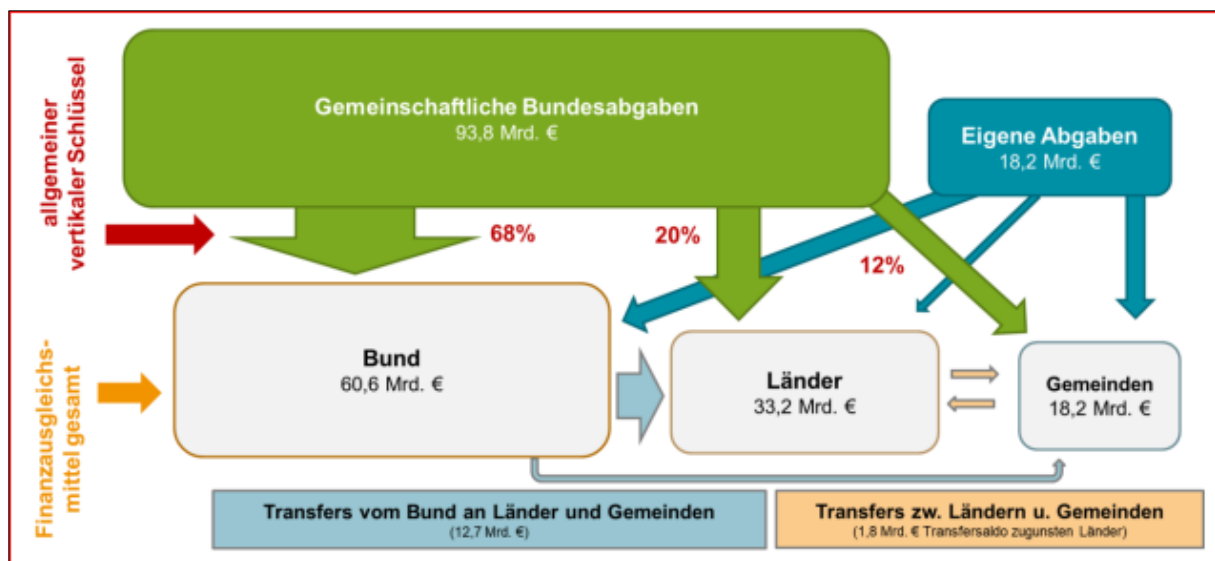 allgemeiner
vertikaler Schlüssel
Gemeinschaftliche Bundesabgaben
93,8 Mrd. €
Eigene Abgaben
18,2 Mrd. €
68%
20%
12%
Finanzausgleichs-
mittel gesamt
Bund
60,6 Mrd. €
Länder
33,2 Mrd. €
Gemeinden
18,2 Mrd. €
Transfers vom Bund an Länder und Gemeinden
(12,7 Mrd. €)
Transfers zw. Ländern u. Gemeinden
(1,8 Mrd. € Transfersaldo zugunsten Länder)